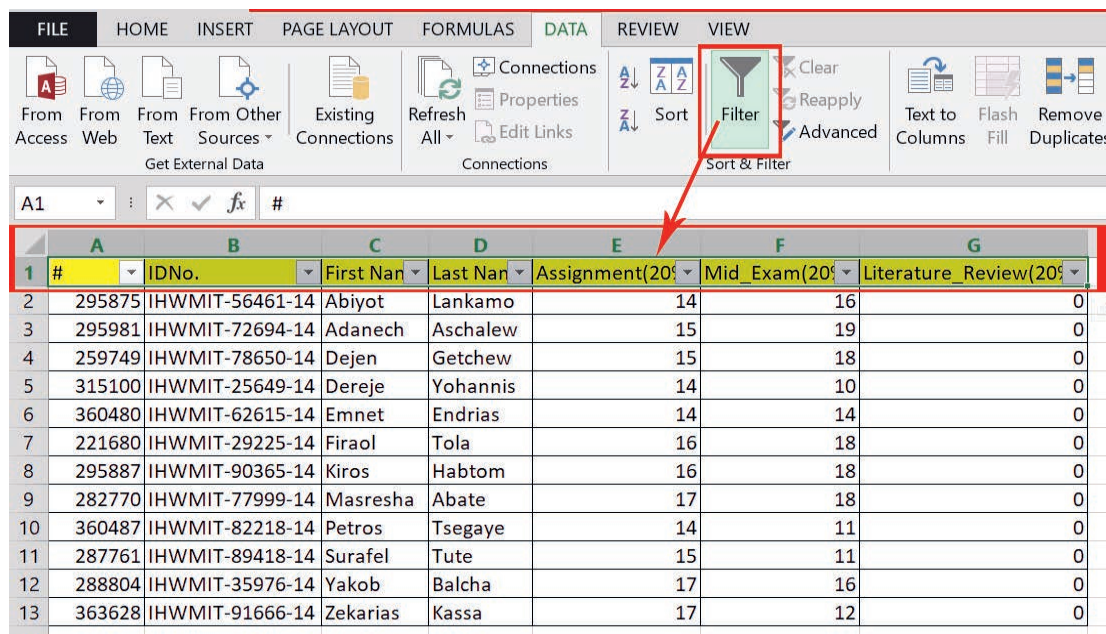 FILE HOME INSERT PAGE LAYOUT FORMULAS DATA REVIEW VIEW
From Access
From Web
From Text
From Other Sources
Existing Connections
Get External Data
Refresh All
Connections
Properties
Edit Links
Connections
Sort
Filter
Clear
Reapply
Advanced
Sort & Filter
Text to Columns
Flash Fill
Remove Duplicates
A1 fx #
A B C D E F G
1 # IDNo. First Nan Last Nan Assignment(20% Mid_Exam(20% Literature_Review(20%
2 295875 IHWMIT-56461-14 Abiyot Lankamo 14 16 0
3 295981 IHWMIT-72694-14 Adanech Aschalew 15 19 0
4 259749 IHWMIT-78650-14 Dejen Getchew 15 18 0
5 315100 IHWMIT-25649-14 Dereje Yohannis 14 10 0
6 360480 IHWMIT-62615-14 Emnet Endrias 14 14 0
7 221680 IHWMIT-29225-14 Firaol Tola 16 18 0
8 295887 IHWMIT-90365-14 Kiros Habtom 16 18 0
9 282770 IHWMIT-77999-14 Masresha Abate 17 18 0
10 360487 IHWMIT-82218-14 Petros Tsegaye 14 11 0
11 287761 IHWMIT-89418-14 Surafel Tute 15 11 0
12 288804 IHWMIT-35976-14 Yakob Balcha 17 16 0
13 363628 IHWMIT-91666-14 Zekarias Kassa 17 12 0